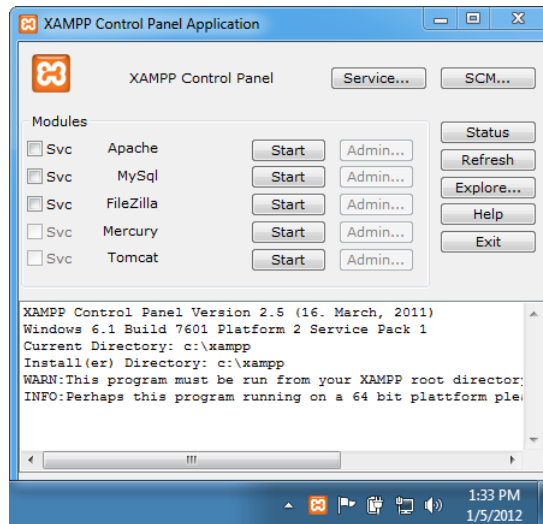 XAMPP Control Panel Application
XAMPP Control Panel Service... SCM...
Modules
Svc Apache Start Admin...
Svc MySql Start Admin...
Svc FileZilla Start Admin...
Svc Mercury Start Admin...
Svc Tomcat Start Admin...
Status
Refresh
Explore...
Help
Exit
XAMPP Control Panel Version 2.5 (16. March, 2011)
Windows 6.1 Build 7601 Platform 2 Service Pack 1
Current Directory: c:\xampp
Install(er) Directory: c:\xampp
WARN:This program must be run from your XAMPP root directory
INFO:Perhaps this program running on a 64 bit plattform
1:33 PM
1/5/2012